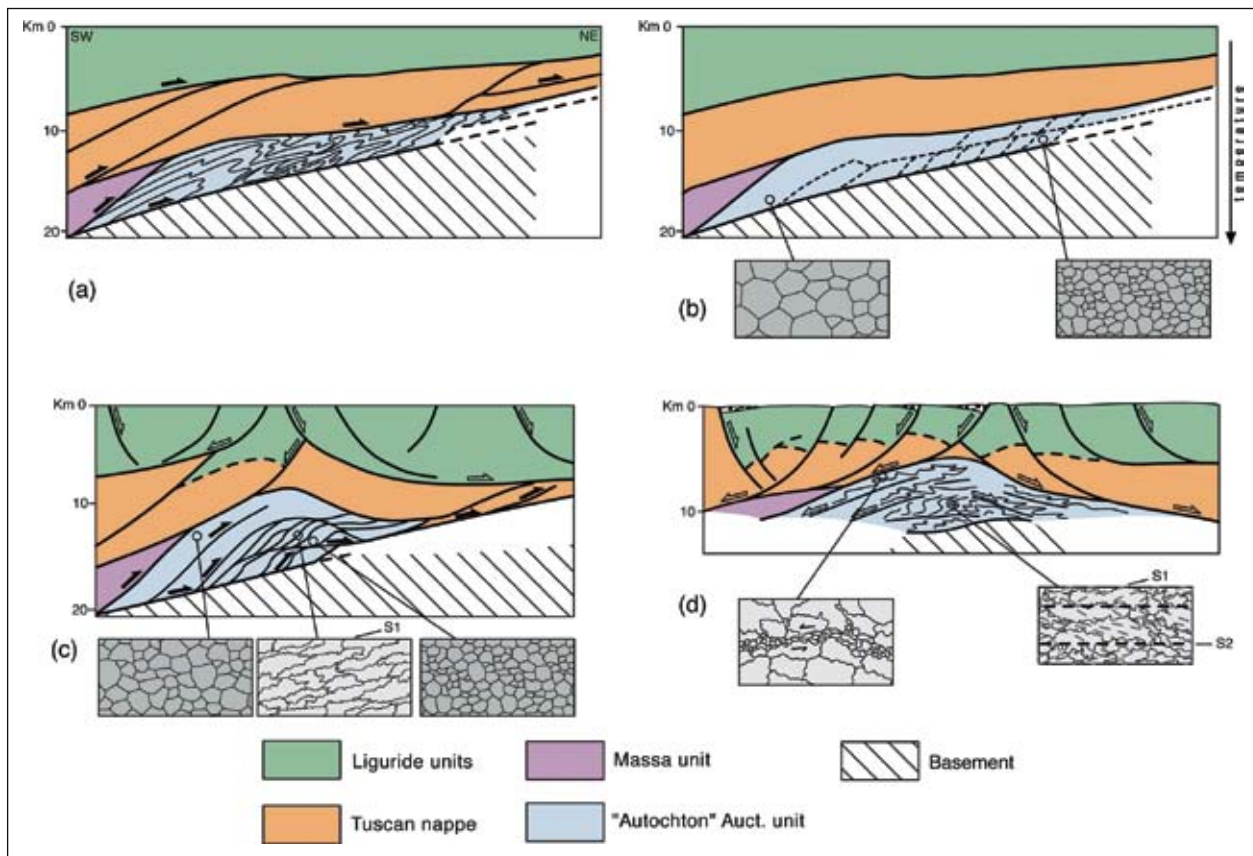 Km 0
SW
NE
10
20
(a)
Km 0
10
20
temperature
(b)
Km 0
10
20
S1
(c)
Km 0
10
S1
S2
(d)
Liguride units
Massa unit
Basement
Tuscan nappe
"Autochton" Auct. unit